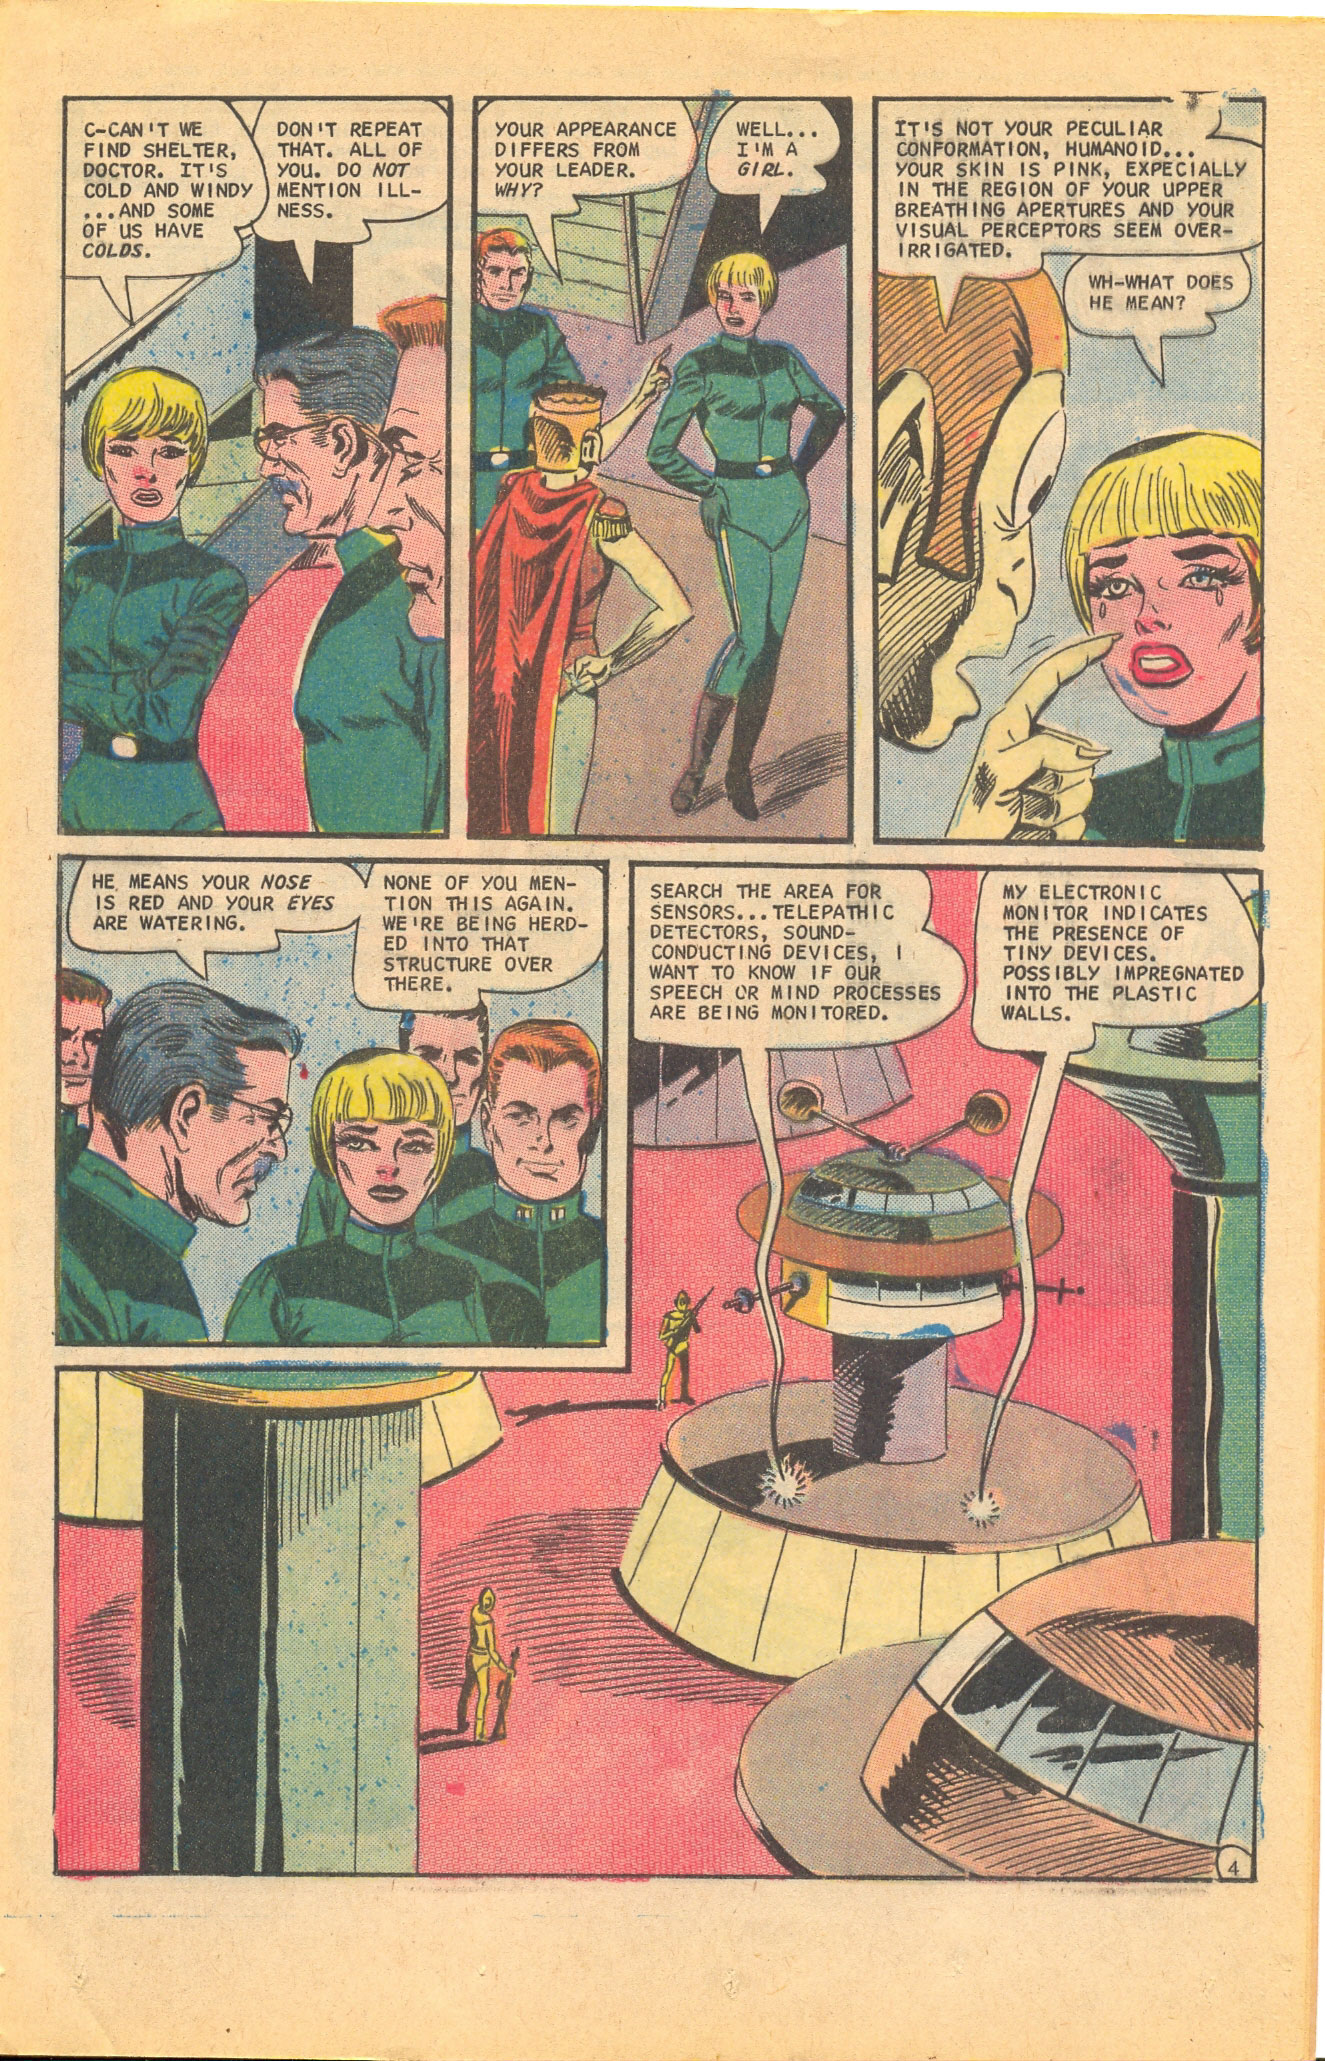 C-CAN'T WE
FIND SHELTER,
DOCTOR. IT'S
COLD AND WINDY
...AND SOME
OF US HAVE
COLDS.
DON'T REPEAT
THAT. ALL OF
YOU. DO NOT
MENTION ILL-
NESS.
YOUR APPEARANCE
DIFFERS FROM
YOUR LEADER.
WHY?
WELL...
I'M A
GIRL.
IT'S NOT YOUR PECULIAR
CONFORMATION, HUMANOID...
YOUR SKIN IS PINK, EXPECIALLY
IN THE REGION OF YOUR UPPER
BREATHING APERTURES AND YOUR
VISUAL PERCEPTORS SEEM OVER-
IRRIGATED.
WH-WHAT DOES
HE MEAN?
HE MEANS YOUR NOSE
IS RED AND YOUR EYES
ARE WATERING.
NONE OF YOU MEN-
TION THIS AGAIN.
WE'RE BEING HERD-
ED INTO THAT
STRUCTURE OVER
THERE.
SEARCH THE AREA FOR
SENSORS...TELEPATHIC
DETECTORS, SOUND-
CONDUCTING DEVICES, I
WANT TO KNOW IF OUR
SPEECH OR MIND PROCESSES
ARE BEING MONITORED.
MY ELECTRONIC
MONITOR INDICATES
THE PRESENCE OF
TINY DEVICES.
POSSIBLY IMPREGNATED
INTO THE PLASTIC
WALLS.
4